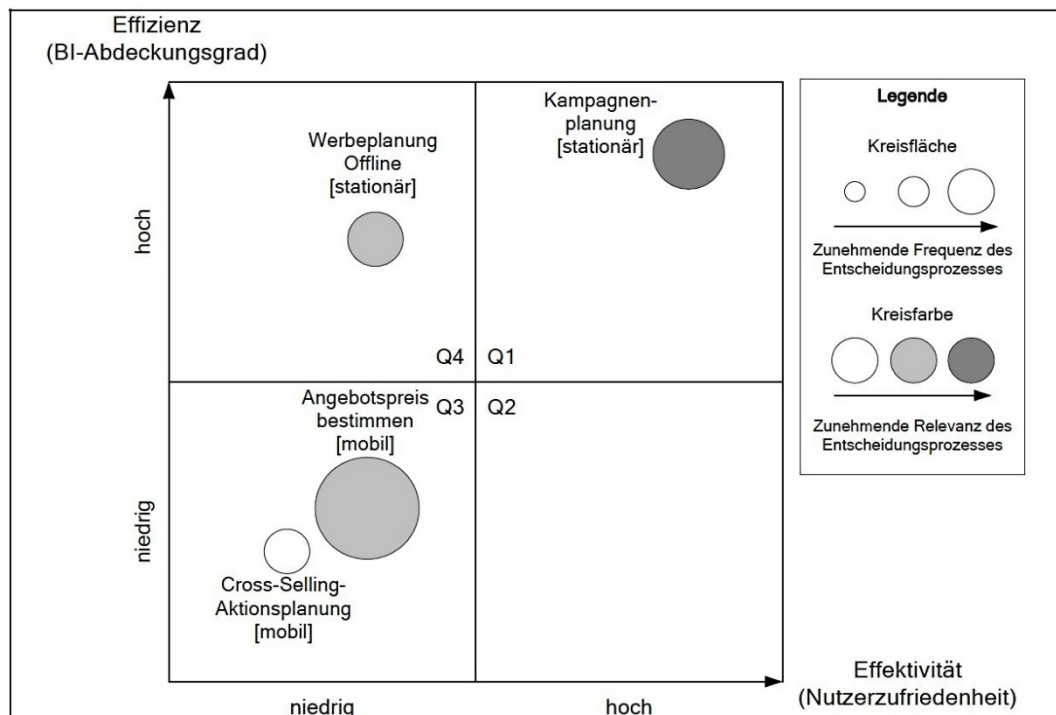 Effizienz
(BI-Abdeckungsgrad)
Kampagnen-
planung
[stationär]
Werbeplanung
Offline
[stationär]
hoch
Q4
Q1
Angebotspreis
bestimmen
[mobil]
Q3
Q2
niedrig
Cross-Selling-
Aktionsplanung
[mobil]
niedrig
hoch
Effektivität
(Nutzerzufriedenheit)
Legende
Kreisfläche
Zunehmende Frequenz des
Entscheidungsprozesses
Kreisfarbe
Zunehmende Relevanz des
Entscheidungsprozesses